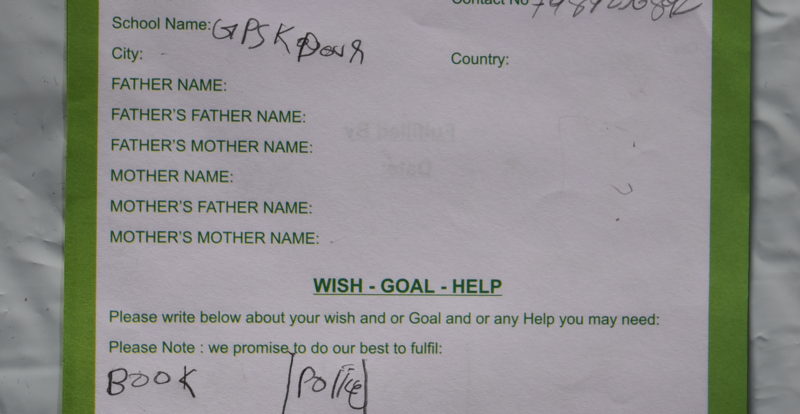 Contact No
School Name: GPSK
City: Country:
FATHER NAME:
FATHER'S FATHER NAME:
FATHER'S MOTHER NAME:
MOTHER NAME:
MOTHER'S FATHER NAME:
MOTHER'S MOTHER NAME:
WISH - GOAL - HELP
Please write below about your wish and or Goal and or any Help you may need:
Please Note : we promise to do our best to fulfil:
BOOK Police